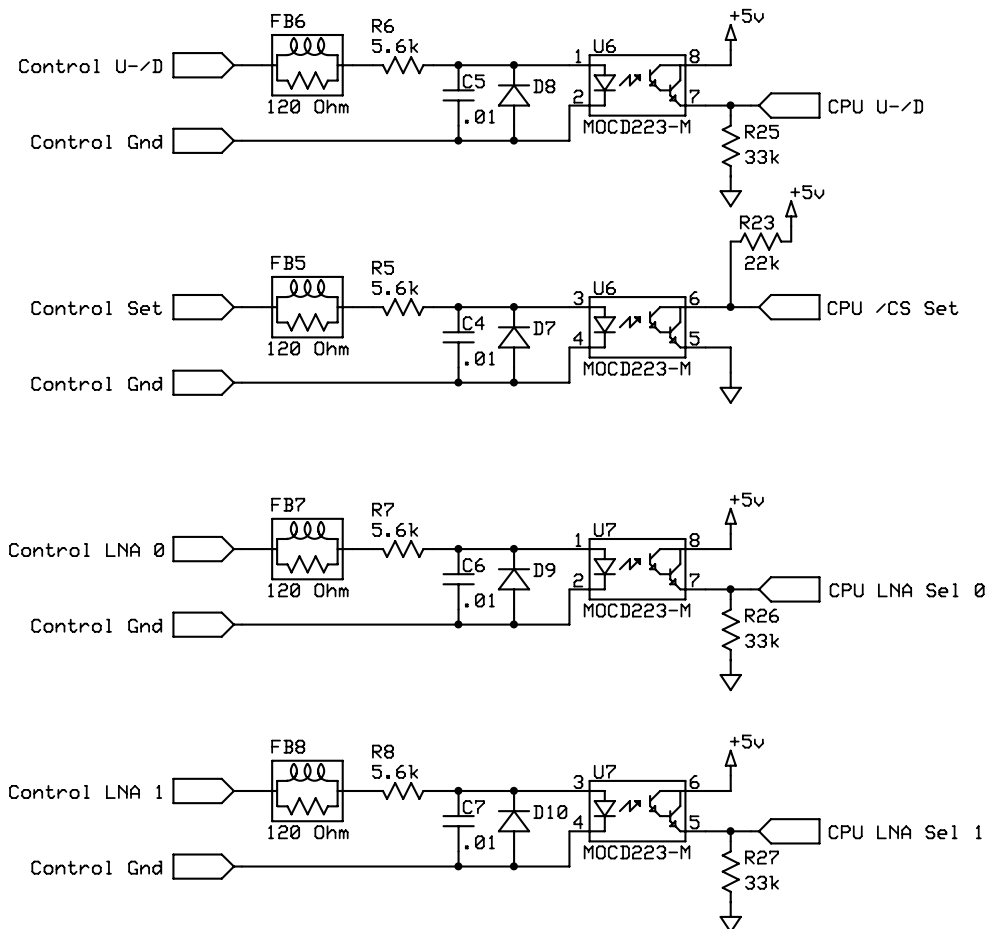 FB6
R6
5.6k
+5v
Control U-/D
120 Ohm
C5
.01
D8
1
2
U6
8
7
MOCD223-M
CPU U-/D
Control Gnd
R25
33k
+5v
R23
22k
FB5
R5
5.6k
Control Set
120 Ohm
C4
.01
D7
3
4
U6
6
5
MOCD223-M
CPU /CS Set
Control Gnd
FB7
R7
5.6k
+5v
Control LNA 0
120 Ohm
C6
.01
D9
1
2
U7
8
7
MOCD223-M
CPU LNA Sel 0
Control Gnd
R26
33k
FB8
R8
5.6k
+5v
Control LNA 1
120 Ohm
C7
.01
D10
3
4
U7
6
5
MOCD223-M
CPU LNA Sel 1
Control Gnd
R27
33k